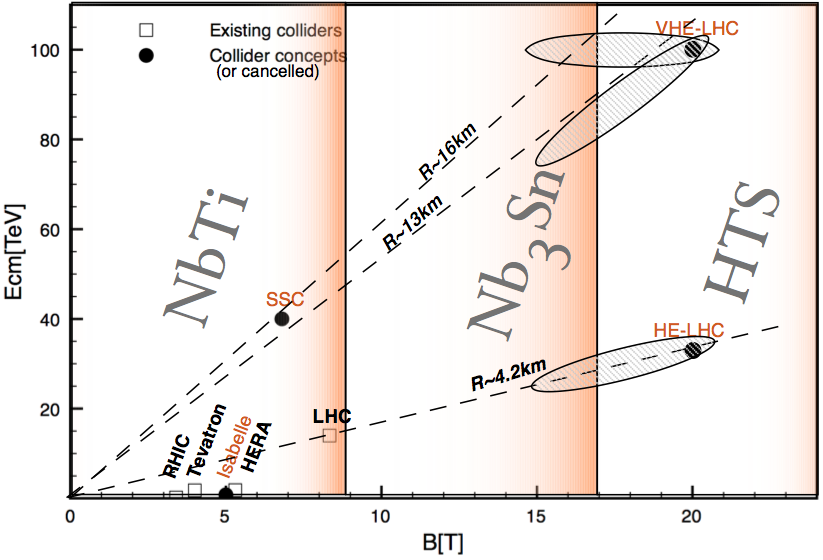 Existing colliders
Collider concepts
(or cancelled)
VHE-LHC
100
80
60
40
20
Ecm[TeV]
NbTi
Nb3Sn
HTS
R~16km
R~13km
SSC
HE-LHC
R~4.2km
LHC
RHIC
Tevatron
Isabelle
HERA
0
5
10
15
20
B[T]